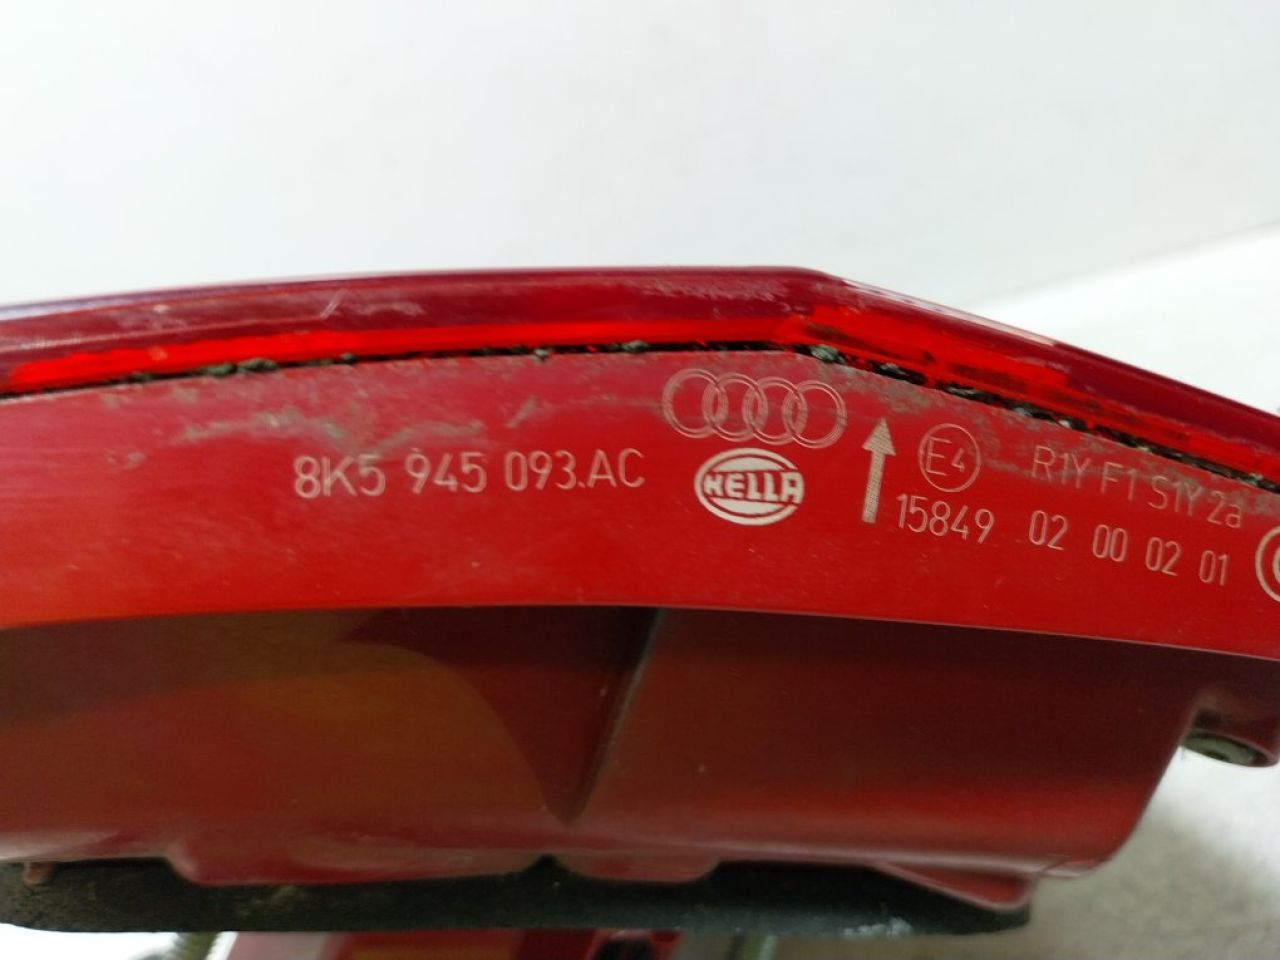 8K5 945 093.AC
HELLA
E4
R1Y F1 S1Y 2a
15849 02 00 02 01